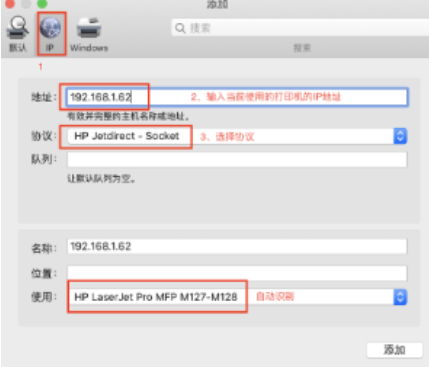 添加
搜索
默认 IP Windows 搜索
1
地址: 192.168.1.62 2、输入当前使用的打印机的IP地址
有效并完整的主机名称或地址。
协议: HP Jetdirect - Socket 3、选择协议
队列:
让默认队列为空。
名称: 192.168.1.62
位置:
使用: HP LaserJet Pro MFP M127-M128 自动识别
添加